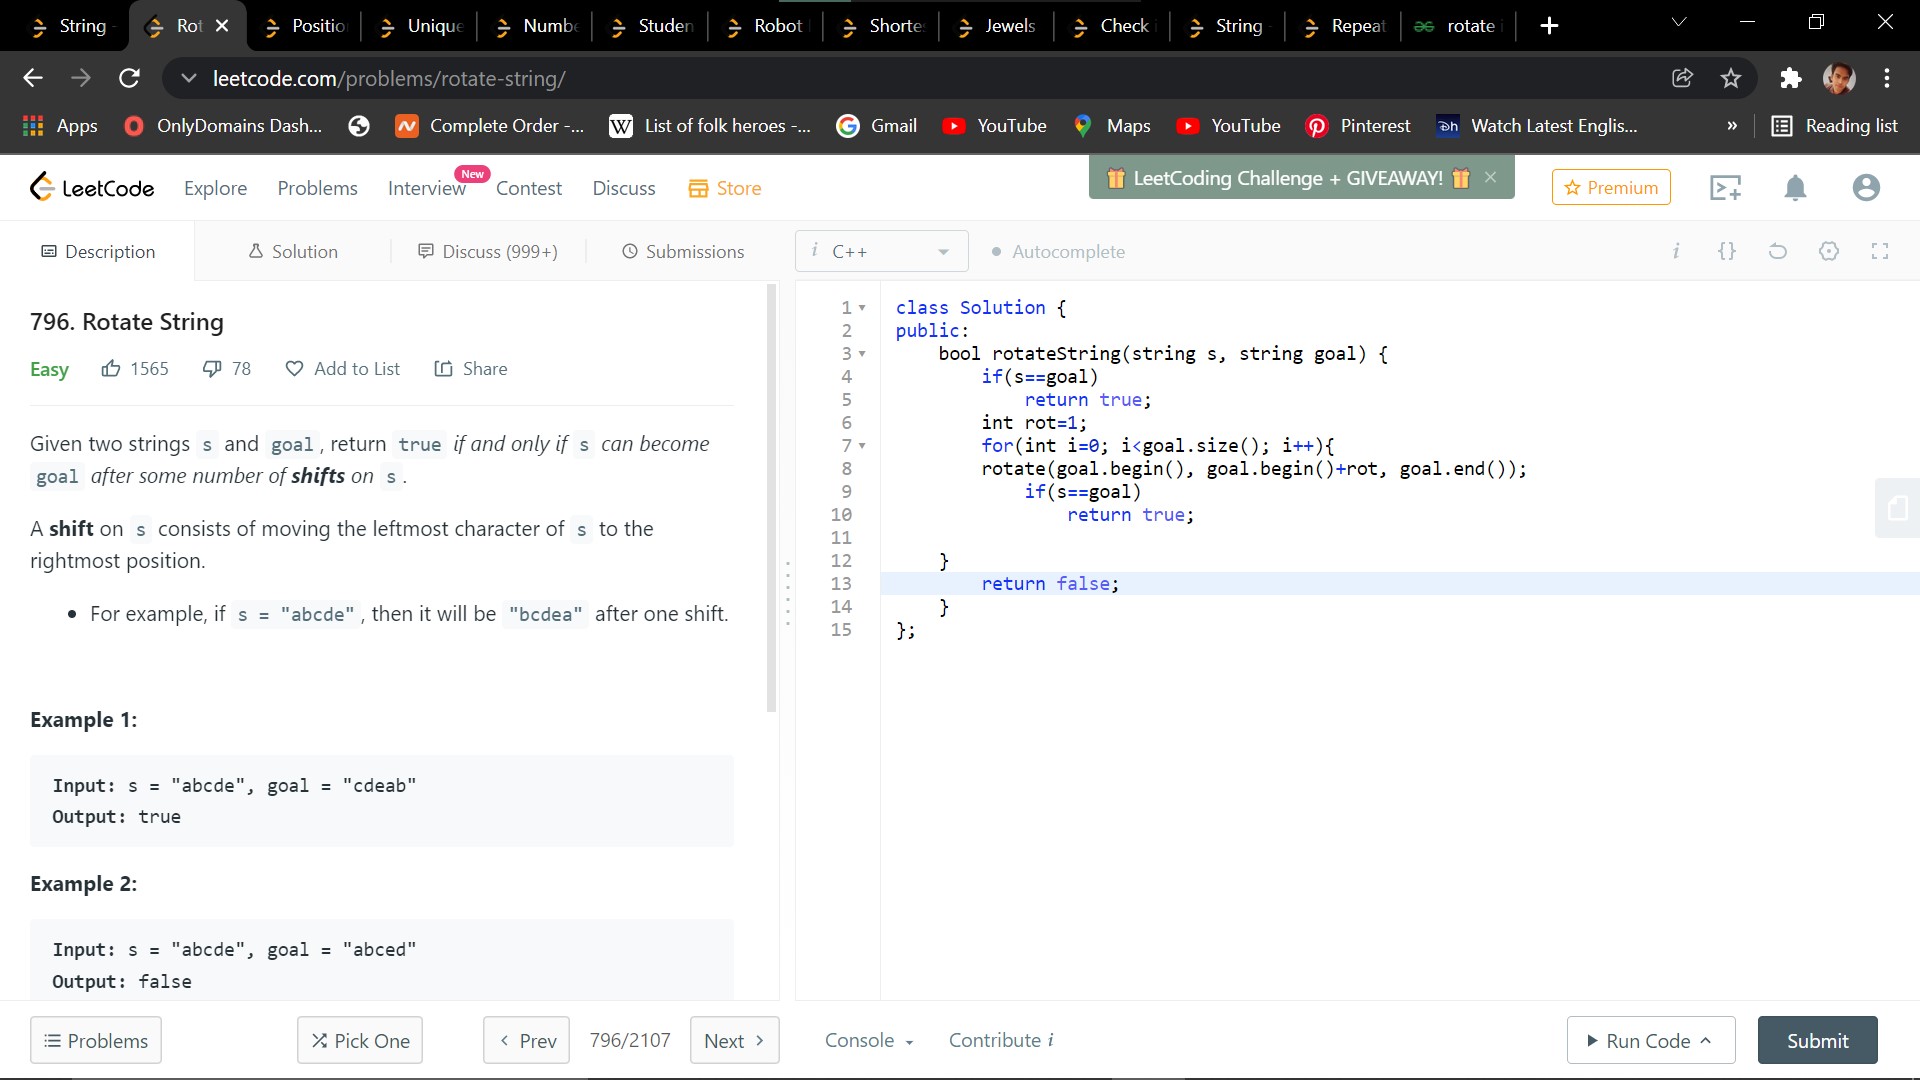 String
Rot
Positio
Unique
Numbe
Studen
Robot
Shorte
Jewels
Check
String
Repeat
rotate
leetcode.com/problems/rotate-string/
Apps
OnlyDomains Dash...
Complete Order -...
W List of folk heroes -...
Gmail
YouTube
Maps
YouTube
Pinterest
Dh Watch Latest Englis...
»
Reading list
LeetCode
Explore
Problems
Interview
New
Contest
Discuss
Store
LeetCoding Challenge + GIVEAWAY!
Premium
Description
Solution
Discuss (999+)
Submissions
i C++
Autocomplete
i
{}
796. Rotate String
Easy
1565
78
Add to List
Share
Given two strings s and goal, return true if and only if s can become
goal after some number of shifts on s.
A shift on s consists of moving the leftmost character of s to the
rightmost position.
• For example, if s = "abcde", then it will be "bcdea" after one shift.
Example 1:
Input: s = "abcde", goal = "cdeab"
Output: true
Example 2:
Input: s = "abcde", goal = "abced"
Output: false
1 class Solution {
2 public:
3 bool rotateString(string s, string goal) {
4 if(s==goal)
5 return true;
6 int rot=1;
7 for(int i=0; i<goal.size(); i++){
8 rotate(goal.begin(), goal.begin()+rot, goal.end());
9 if(s==goal)
10 return true;
11
12 }
13 return false;
14 }
15 };
Problems
Pick One
Prev
796/2107
Next
Console
Contribute i
Run Code
Submit